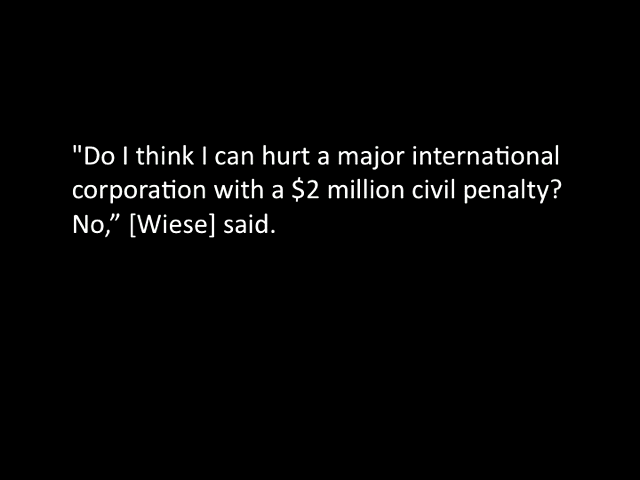 "Do I think I can hurt a major international
corporation with a $2 million civil penalty?
No,” [Wiese] said.